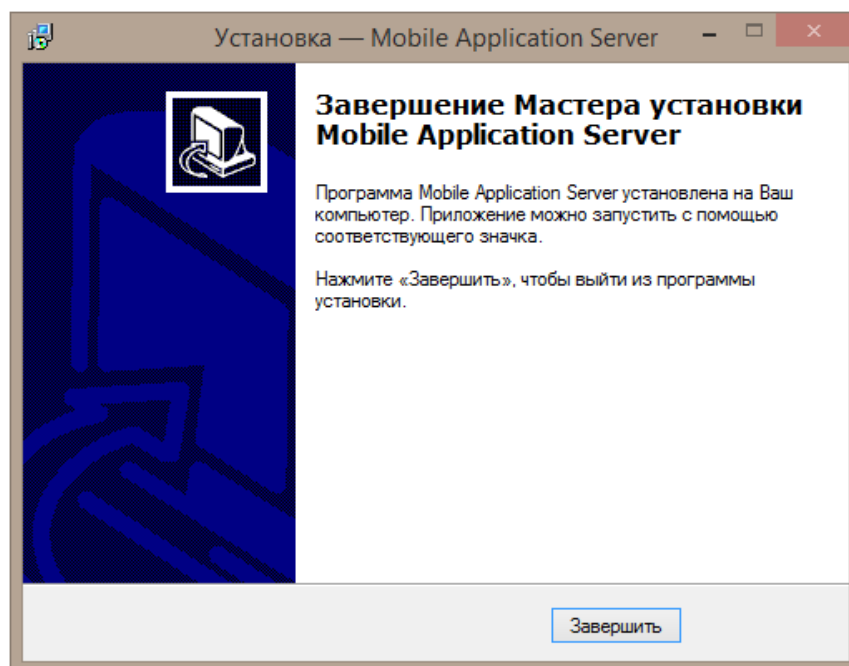 Установка — Mobile Application Server
Завершение Мастера установки
Mobile Application Server
Программа Mobile Application Server установлена на Ваш
компьютер. Приложение можно запустить с помощью
соответствующего значка.
Нажмите «Завершить», чтобы выйти из программы
установки.
Завершить